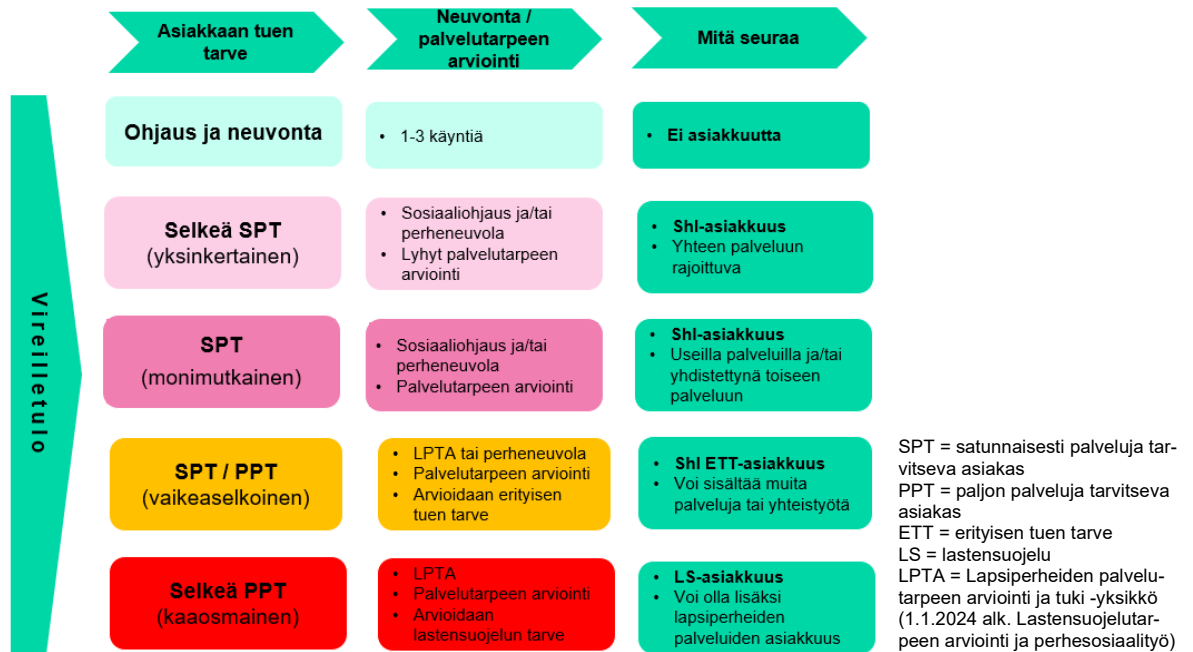 Asiakkaan tuen
tarve
Neuvonta /
palvelutarpeen
arviointi
Mitä seuraa
Vireilletulo
Ohjaus ja neuvonta
• 1-3 käyntiä
• Ei asiakkuutta
Selkeä SPT
(yksinkertainen)
• Sosiaaliohjaus ja/tai
perheneuvola
• Lyhyt palvelutarpeen
arviointi
• Shl-asiakkuus
• Yhteen palveluun
rajoittuva
SPT
(monimutkainen)
• Sosiaaliohjaus ja/tai
perheneuvola
• Palvelutarpeen arviointi
• Shl-asiakkuus
• Useilla palveluilla ja/tai
yhdistettynä toiseen
palveluun
SPT / PPT
(vaikeaselkoinen)
• LPTA tai perheneuvola
• Palvelutarpeen arviointi
• Arvioidaan erityisen
tuen tarve
• Shl ETT-asiakkuus
• Voi sisältää muita
palveluja tai yhteistyötä
Selkeä PPT
(kaaosmainen)
• LPTA
• Palvelutarpeen arviointi
• Arvioidaan
lastensuojelun tarve
• LS-asiakkuus
• Voi olla lisäksi
lapsiperheiden
palveluiden asiakkuus
SPT = satunnaisesti palveluja tar-
vitseva asiakas
PPT = paljon palveluja tarvitseva
asiakas
ETT = erityisen tuen tarve
LS = lastensuojelu
LPTA = Lapsiperheiden palvelu-
tarpeen arviointi ja tuki -yksikkö
(1.1.2024 alk. Lastensuojelutar-
peen arviointi ja perhesosiaalityö)